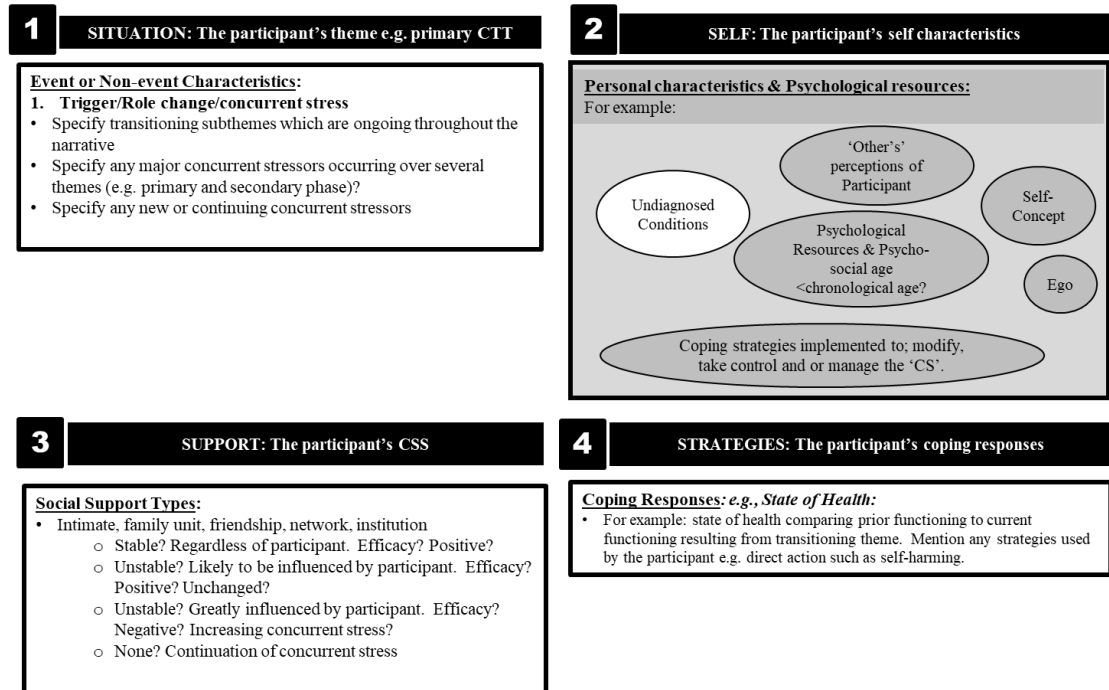 1
SITUATION: The participant's theme e.g. primary CTT
Event or Non-event Characteristics:
1. Trigger/Role change/concurrent stress
• Specify transitioning subthemes which are ongoing throughout the
narrative
• Specify any major concurrent stressors occurring over several
themes (e.g. primary and secondary phase)?
• Specify any new or continuing concurrent stressors
2
SELF: The participant's self characteristics
Personal characteristics & Psychological resources:
For example:
'Other's'
perceptions of
Participant
Undiagnosed
Conditions
Self-
Concept
Psychological
Resources & Psycho-
social age
<chronological age?
Ego
Coping strategies implemented to; modify,
take control and or manage the 'CS'.
3
SUPPORT: The participant's CSS
Social Support Types:
• Intimate, family unit, friendship, network, institution
o Stable? Regardless of participant. Efficacy? Positive?
o Unstable? Likely to be influenced by participant. Efficacy?
Positive? Unchanged?
o Unstable? Greatly influenced by participant. Efficacy?
Negative? Increasing concurrent stress?
o None? Continuation of concurrent stress
4
STRATEGIES: The participant's coping responses
Coping Responses: e.g., State of Health:
• For example: state of health comparing prior functioning to current
functioning resulting from transitioning theme. Mention any strategies used
by the participant e.g. direct action such as self-harming.